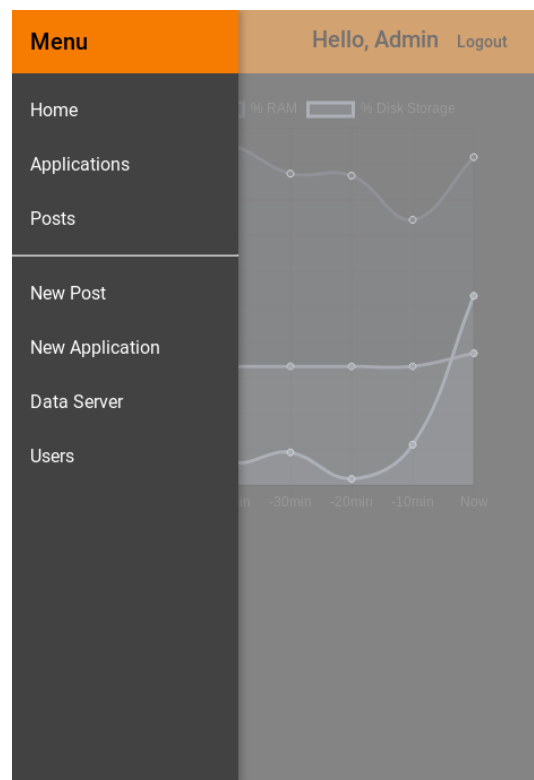 Menu
Hello, Admin Logout
Home
% RAM % Disk Storage
Applications
Posts
New Post
New Application
Data Server
Users
-30min -20min -10min Now